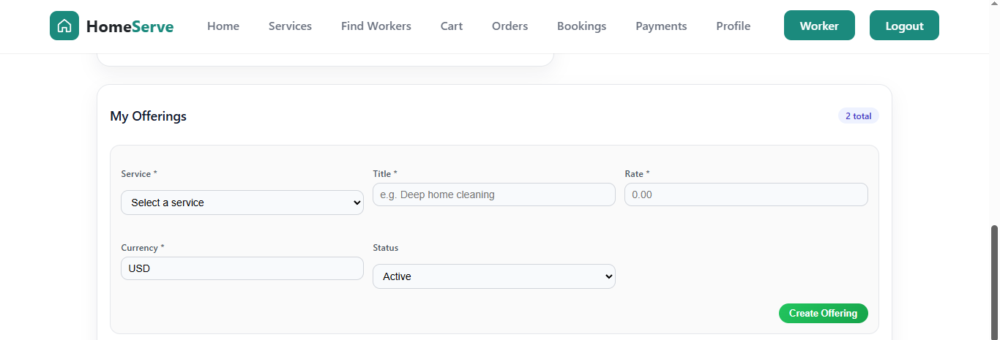 HomeServe Home Services Find Workers Cart Orders Bookings Payments Profile Worker Logout
My Offerings 2 total
Service * Title * Rate *
Select a service e.g. Deep home cleaning 0.00
Currency * Status
USD Active
Create Offering